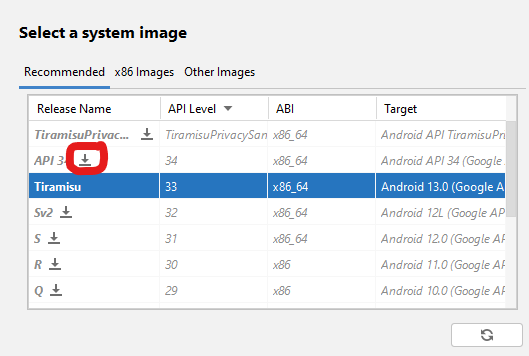 Select a system image
Recommended x86 Images Other Images
Release Name API Level ABI Target
TiramisuPrivac... TiramisuPrivacySan x86_64 Android API TiramisuPri
API 34 34 x86_64 Android API 34 (Google A
Tiramisu 33 x86_64 Android 13.0 (Google AP
Sv2 32 x86_64 Android 12L (Google AP
S 31 x86_64 Android 12.0 (Google AP
R 30 x86 Android 11.0 (Google AP
Q 29 x86 Android 10.0 (Google AP